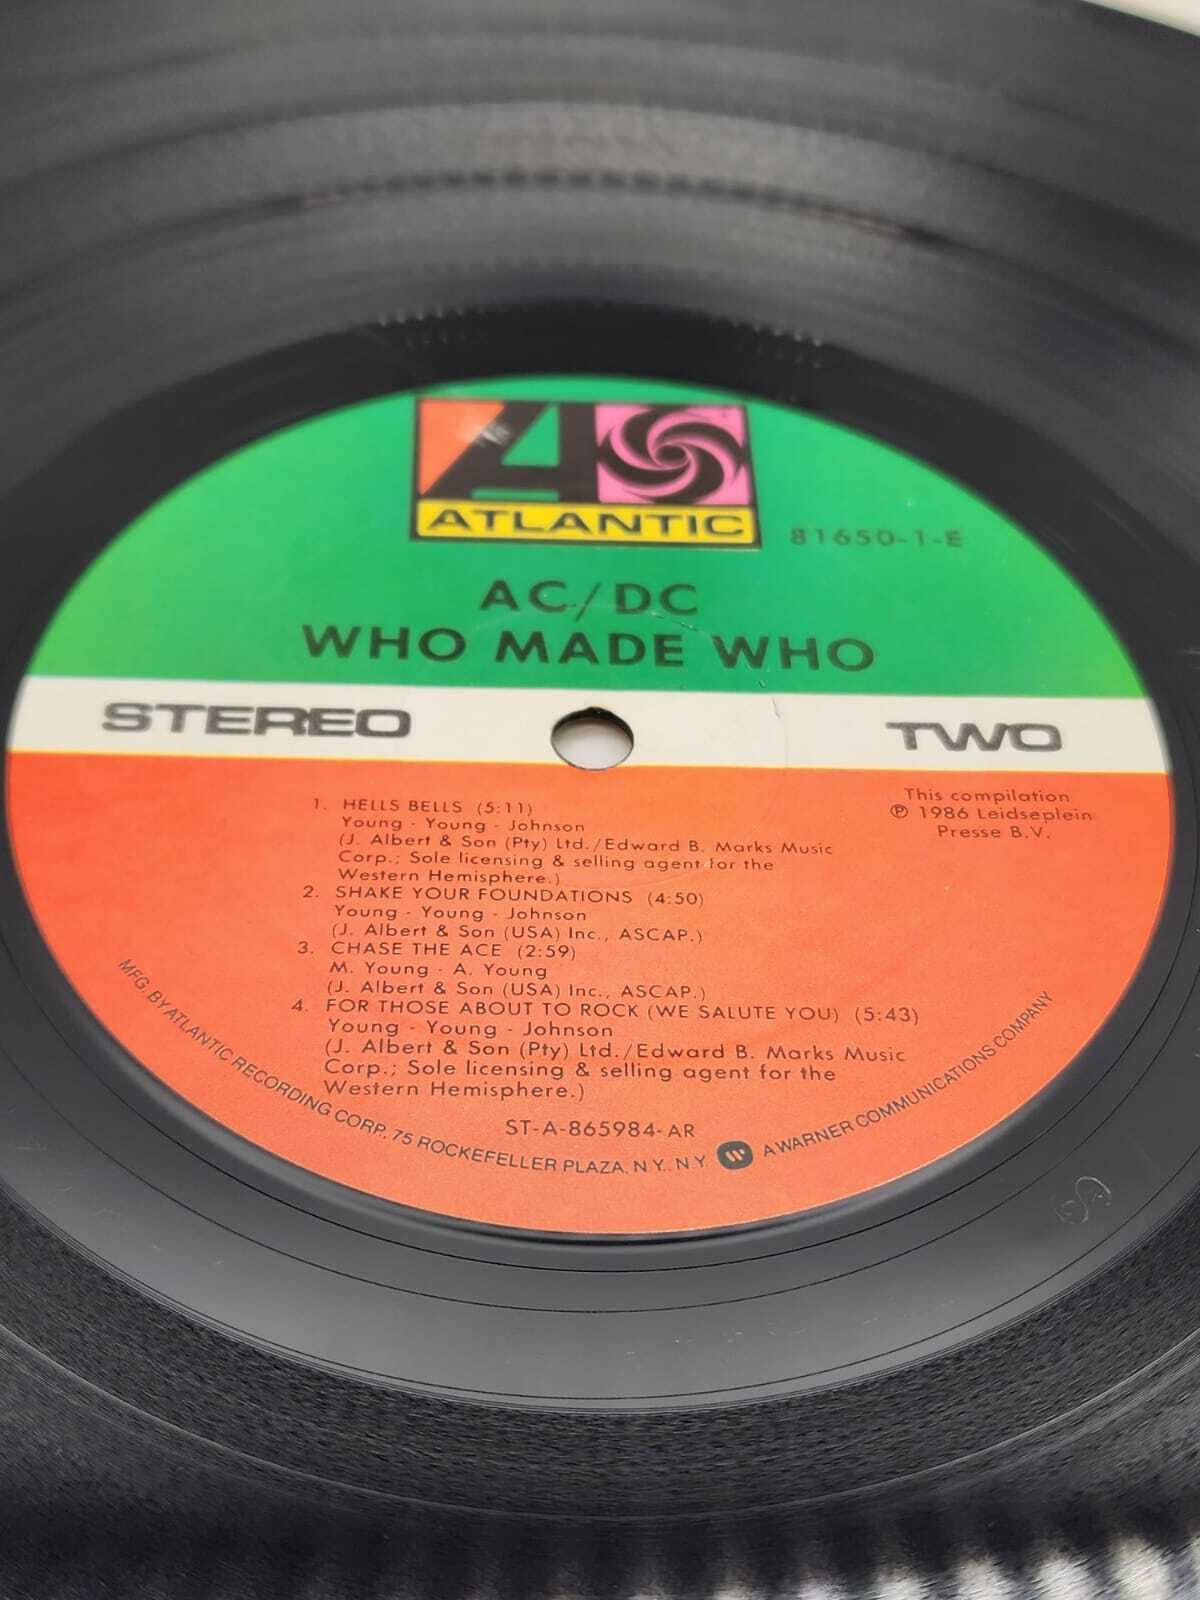 ATLANTIC
81650-1-E
AC/DC
WHO MADE WHO
STEREO
TWO
This compilation
℗ 1986 Leidseplein
Presse B.V.
1. HELLS BELLS (5:11)
Young - Young - Johnson
(J. Albert & Son (Pty) Ltd./Edward B. Marks Music
Corp.; Sole licensing & selling agent for the
Western Hemisphere.)
2. SHAKE YOUR FOUNDATIONS (4:50)
Young - Young - Johnson
(J. Albert & Son (USA) Inc., ASCAP.)
3. CHASE THE ACE (2:59)
M. Young - A. Young
(J. Albert & Son (USA) Inc., ASCAP.)
4. FOR THOSE ABOUT TO ROCK (WE SALUTE YOU) (5:43)
Young - Young - Johnson
(J. Albert & Son (Pty) Ltd./Edward B. Marks Music
Corp.; Sole licensing & selling agent for the
Western Hemisphere.)
ST-A-865984-AR
MFG. BY ATLANTIC RECORDING CORP., 75 ROCKEFELLER PLAZA, N.Y., N.Y. A WARNER COMMUNICATIONS COMPANY